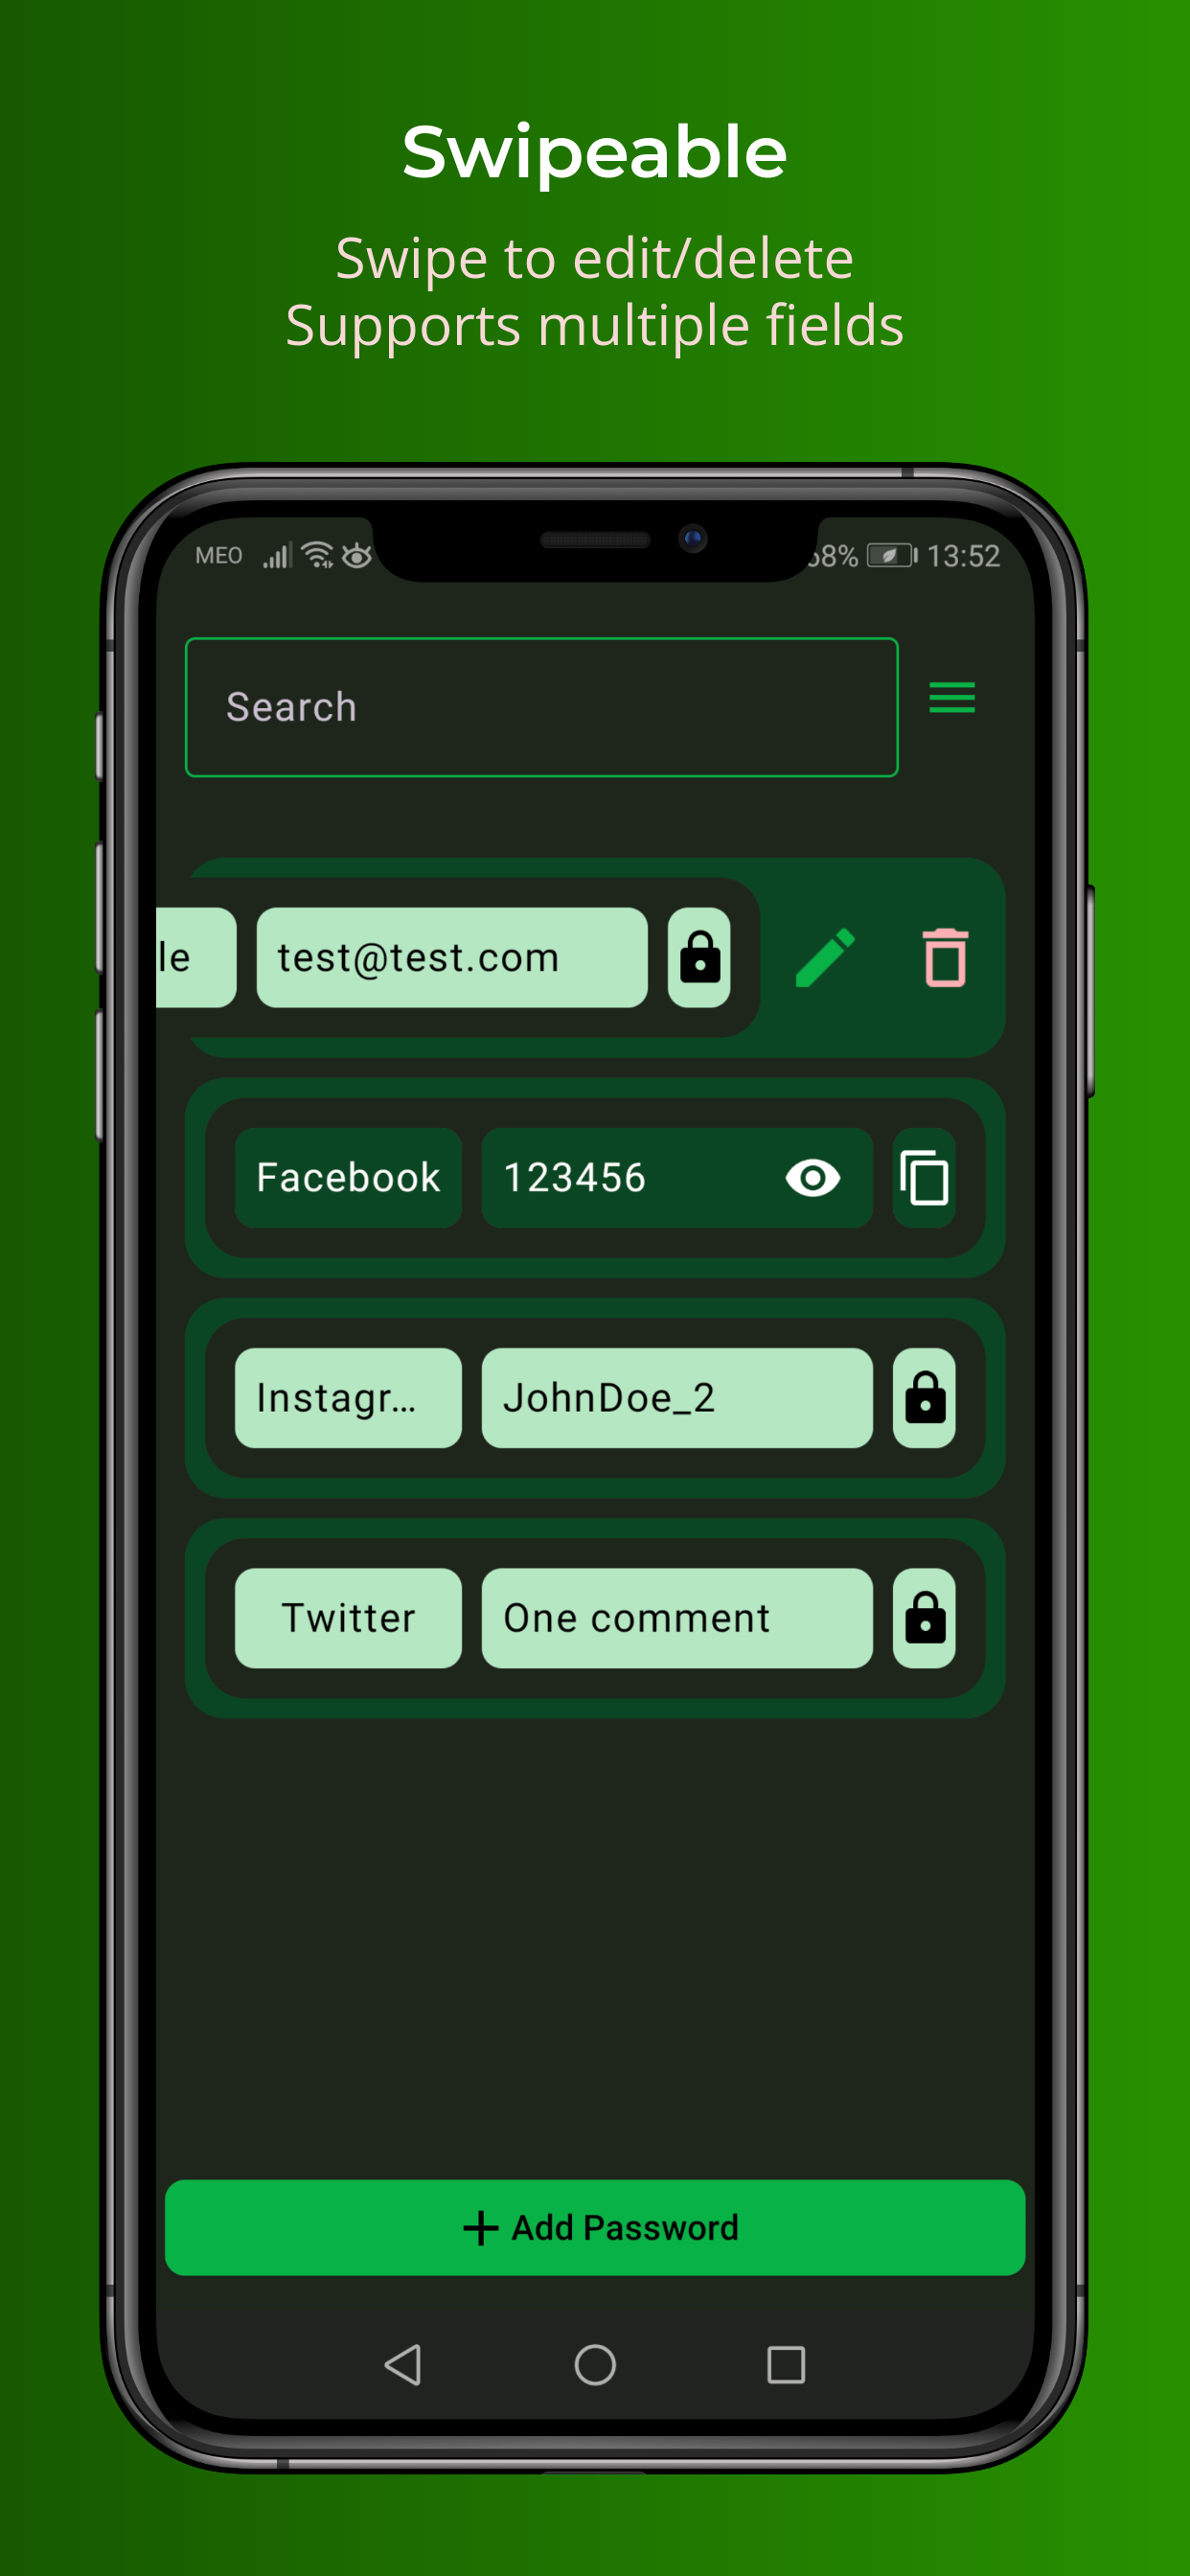 Swipeable
Swipe to edit/delete
Supports multiple fields
MEO 68% 13:52
Search
le test@test.com
Facebook 123456
Instagr... JohnDoe_2
Twitter One comment
+ Add Password